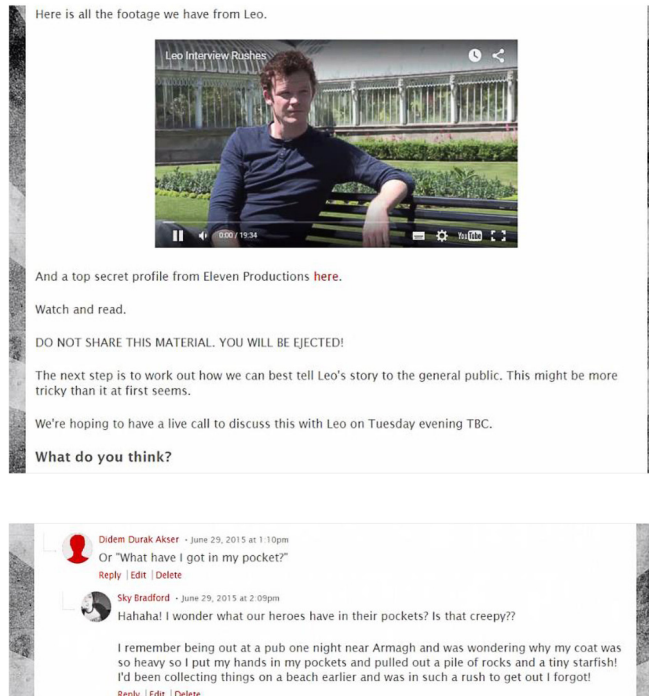 Here is all the footage we have from Leo.
Leo Interview Rushes
0:00 / 19:34
YouTube
And a top secret profile from Eleven Productions here.
Watch and read.
DO NOT SHARE THIS MATERIAL. YOU WILL BE EJECTED!
The next step is to work out how we can best tell Leo's story to the general public. This might be more
tricky than it at first seems.
We're hoping to have a live call to discuss this with Leo on Tuesday evening TBC.
What do you think?
Didem Durak Akser • June 29, 2015 at 1:10pm
Or "What have I got in my pocket?"
Reply | Edit | Delete
Sky Bradford • June 29, 2015 at 2:09pm
Hahaha! I wonder what our heroes have in their pockets? Is that creepy??
I remember being out at a pub one night near Armagh and was wondering why my coat was
so heavy so I put my hands in my pockets and pulled out a pile of rocks and a tiny starfish!
I'd been collecting things on a beach earlier and was in such a rush to get out I forgot!
Reply | Edit | Delete